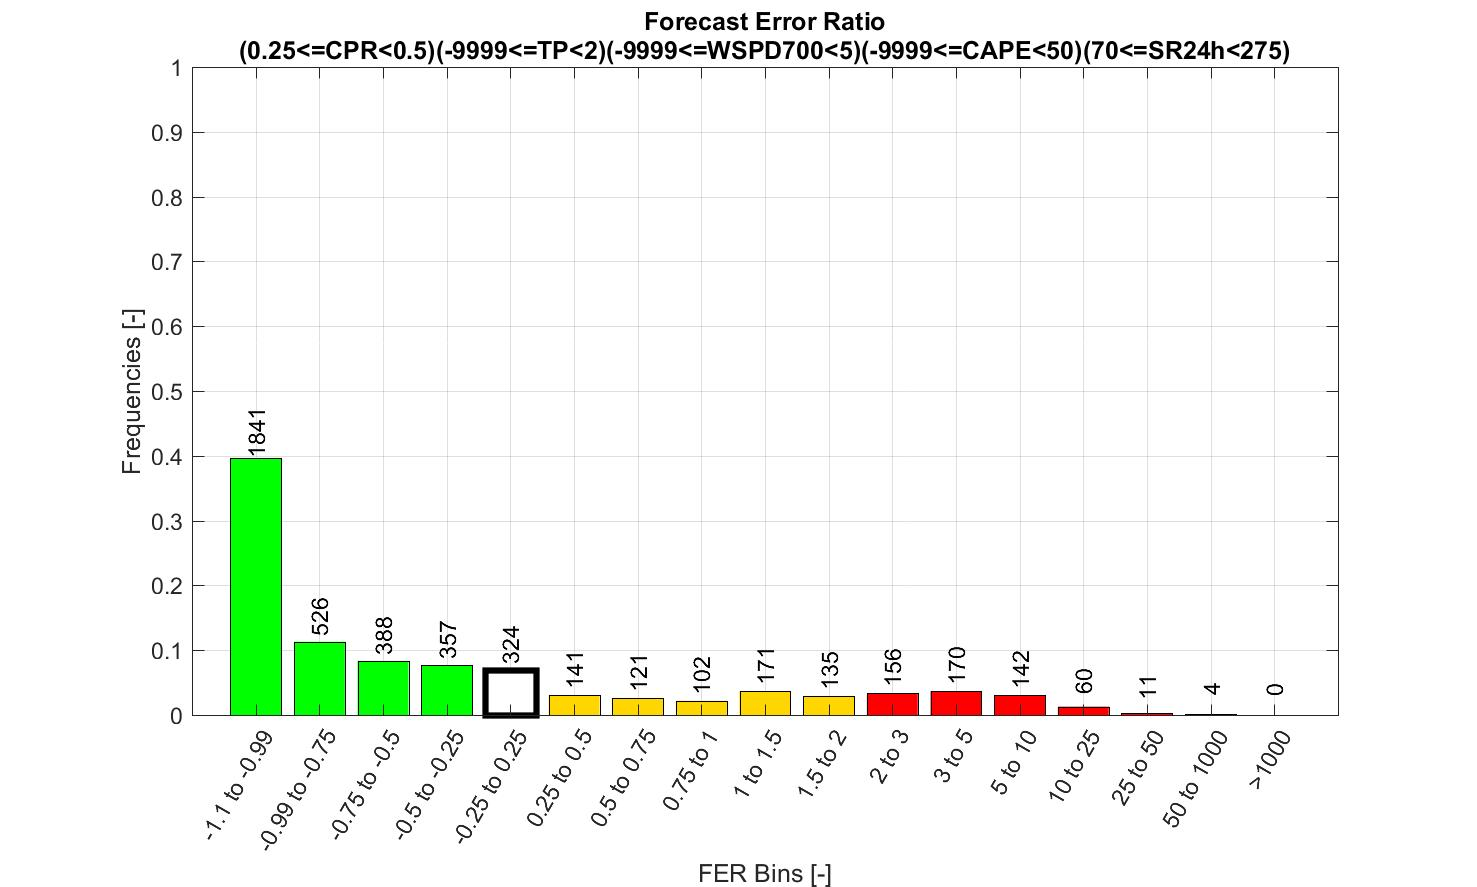 Forecast Error Ratio
(0.25<=CPR<0.5)(-9999<=TP<2)(-9999<=WSPD700<5)(-9999<=CAPE<50)(70<=SR24h<275)
1
0.9
0.8
0.7
0.6
0.5
0.4
0.3
0.2
0.1
0
Frequencies [-]
1841
526
388
357
324
141
121
102
171
135
156
170
142
60
11
4
0
-1.1 to -0.99
-0.99 to -0.75
-0.75 to -0.5
-0.5 to -0.25
-0.25 to 0.25
0.25 to 0.5
0.5 to 0.75
0.75 to 1
1 to 1.5
1.5 to 2
2 to 3
3 to 5
5 to 10
10 to 25
25 to 50
50 to 1000
>1000
FER Bins [-]